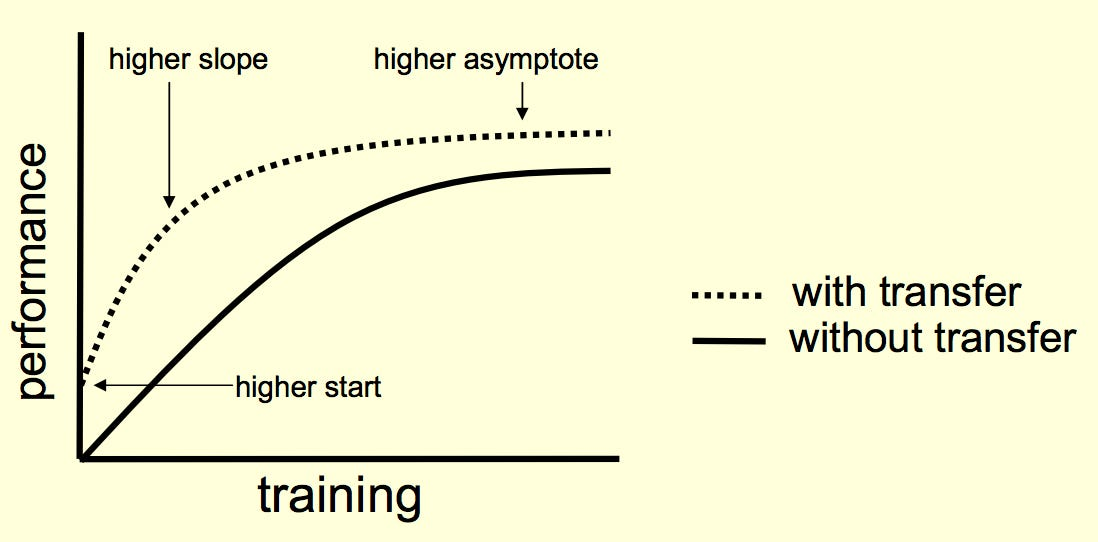 higher slope
higher asymptote
performance
with transfer
without transfer
higher start
training